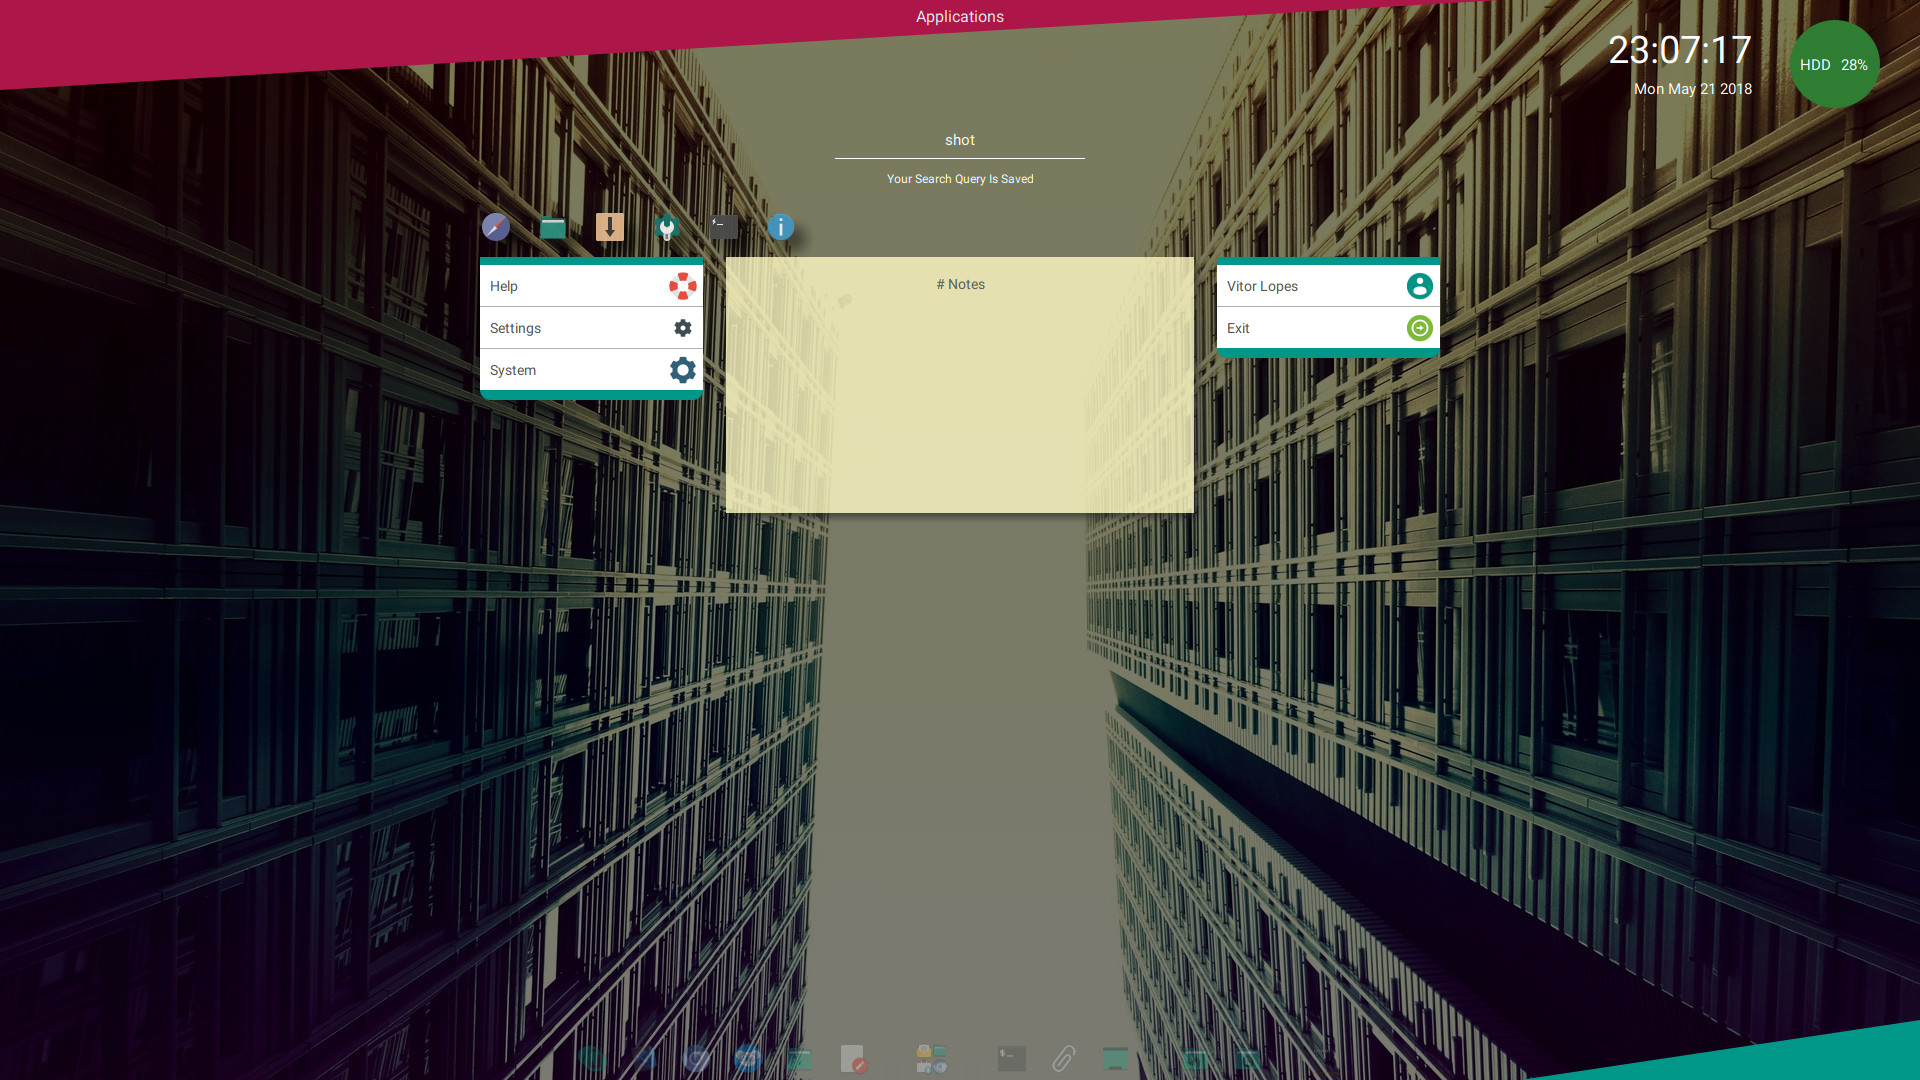 Applications
23:07:17
HDD 28%
Mon May 21 2018
shot
Your Search Query Is Saved
# Notes
Help
Settings
System
Vitor Lopes
Exit